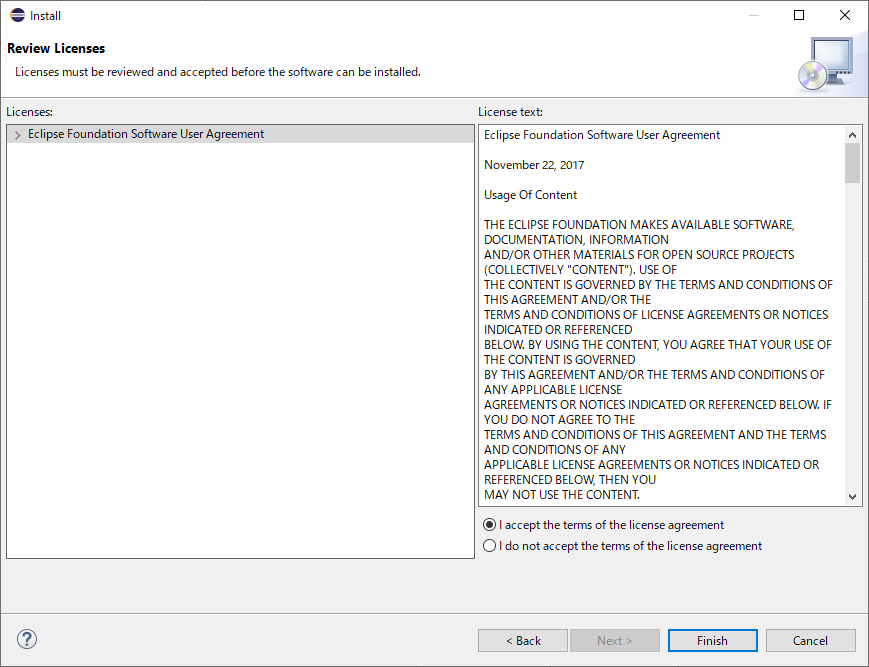 Install
Review Licenses
Licenses must be reviewed and accepted before the software can be installed.
Licenses:
Eclipse Foundation Software User Agreement
License text:
Eclipse Foundation Software User Agreement
November 22, 2017
Usage Of Content
THE ECLIPSE FOUNDATION MAKES AVAILABLE SOFTWARE,
DOCUMENTATION, INFORMATION
AND/OR OTHER MATERIALS FOR OPEN SOURCE PROJECTS
(COLLECTIVELY "CONTENT"). USE OF
THE CONTENT IS GOVERNED BY THE TERMS AND CONDITIONS OF
THIS AGREEMENT AND/OR THE
TERMS AND CONDITIONS OF LICENSE AGREEMENTS OR NOTICES
INDICATED OR REFERENCED
BELOW. BY USING THE CONTENT, YOU AGREE THAT YOUR USE OF
THE CONTENT IS GOVERNED
BY THIS AGREEMENT AND/OR THE TERMS AND CONDITIONS OF
ANY APPLICABLE LICENSE
AGREEMENTS OR NOTICES INDICATED OR REFERENCED BELOW. IF
YOU DO NOT AGREE TO THE
TERMS AND CONDITIONS OF THIS AGREEMENT AND THE TERMS
AND CONDITIONS OF ANY
APPLICABLE LICENSE AGREEMENTS OR NOTICES INDICATED OR
REFERENCED BELOW, THEN YOU
MAY NOT USE THE CONTENT.
I accept the terms of the license agreement
I do not accept the terms of the license agreement
?
< Back
Next >
Finish
Cancel